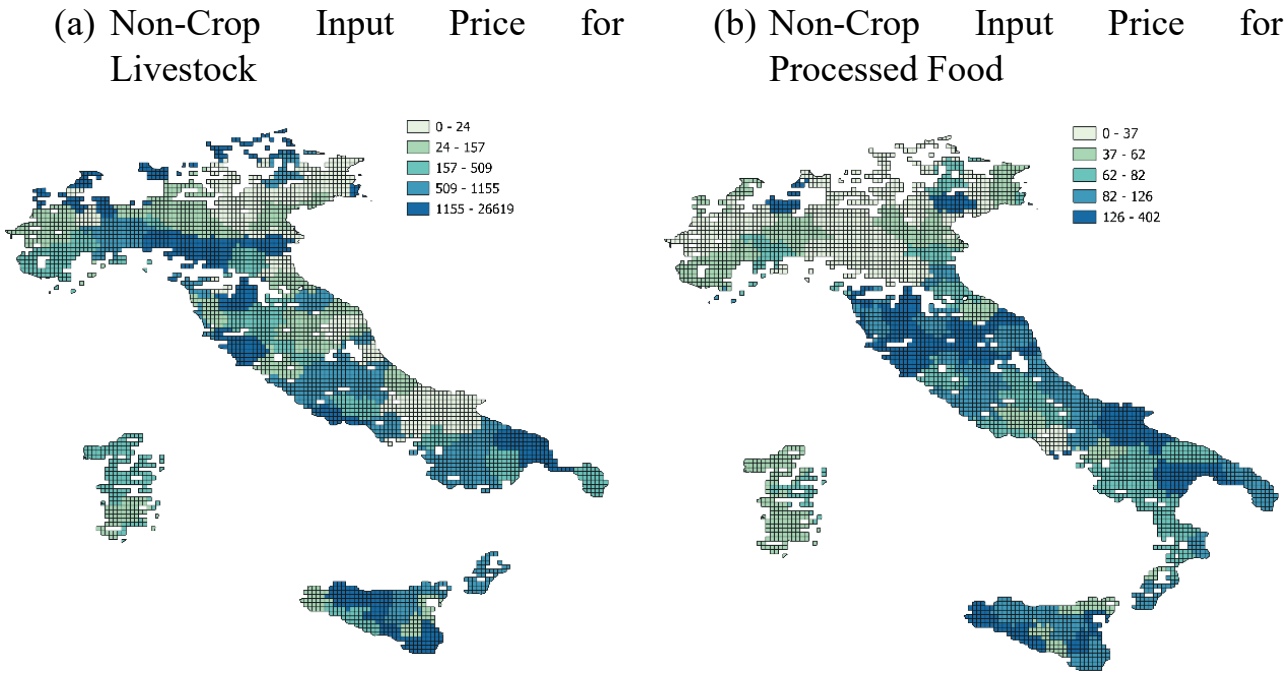 (a) Non-Crop Input Price for
Livestock
0 - 24
24 - 157
157 - 509
509 - 1155
1155 - 26619
(b) Non-Crop Input Price for
Processed Food
0 - 37
37 - 62
62 - 82
82 - 126
126 - 402